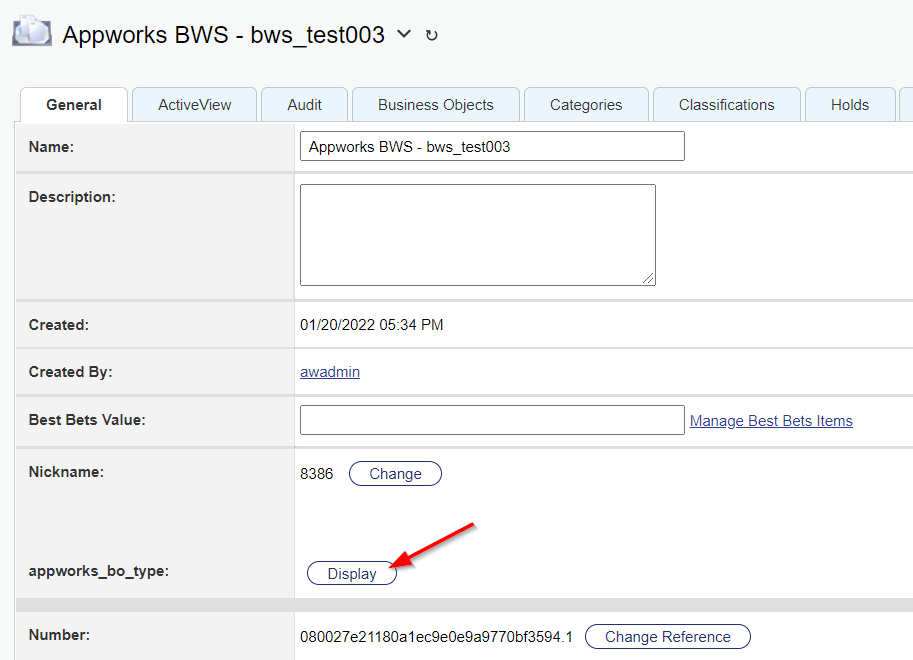 Appworks BWS - bws_test003
General ActiveView Audit Business Objects Categories Classifications Holds
Name: Appworks BWS - bws_test003
Description:
Created: 01/20/2022 05:34 PM
Created By: awadmin
Best Bets Value: Manage Best Bets Items
Nickname: 8386 Change
appworks_bo_type: Display
Number: 080027e21180a1ec9e0e9a9770bf3594.1 Change Reference